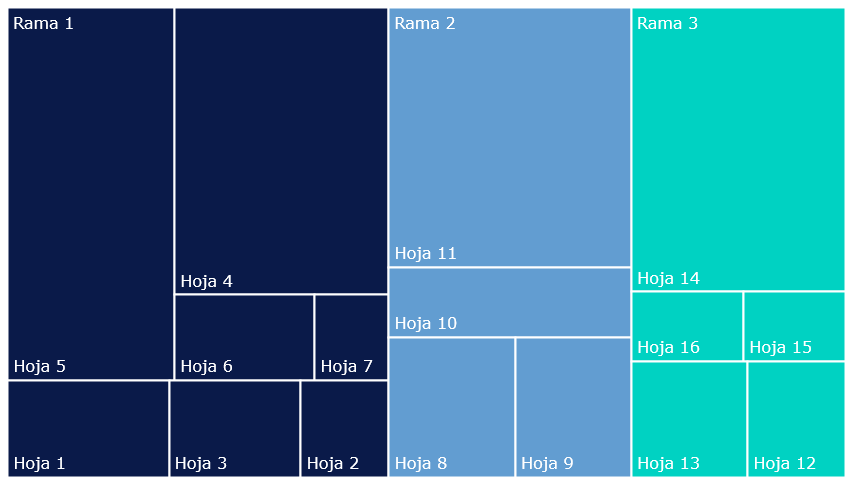 Rama 1
Hoja 5
Hoja 4
Hoja 6
Hoja 7
Hoja 1
Hoja 3
Hoja 2
Rama 2
Hoja 11
Hoja 10
Hoja 8
Hoja 9
Rama 3
Hoja 14
Hoja 16
Hoja 15
Hoja 13
Hoja 12